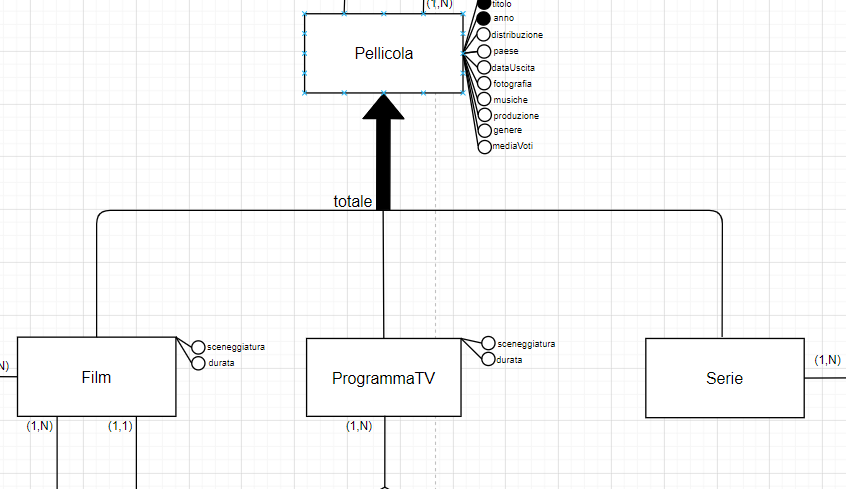 (1,N)
titolo
anno
distribuzione
paese
dataUscita
fotografia
musiche
produzione
genere
mediaVoti
Pellicola
totale
sceneggiatura
durata
sceneggiatura
durata
N)
Film
ProgrammaTV
Serie
(1,N)
(1,N)
(1,1)
(1,N)